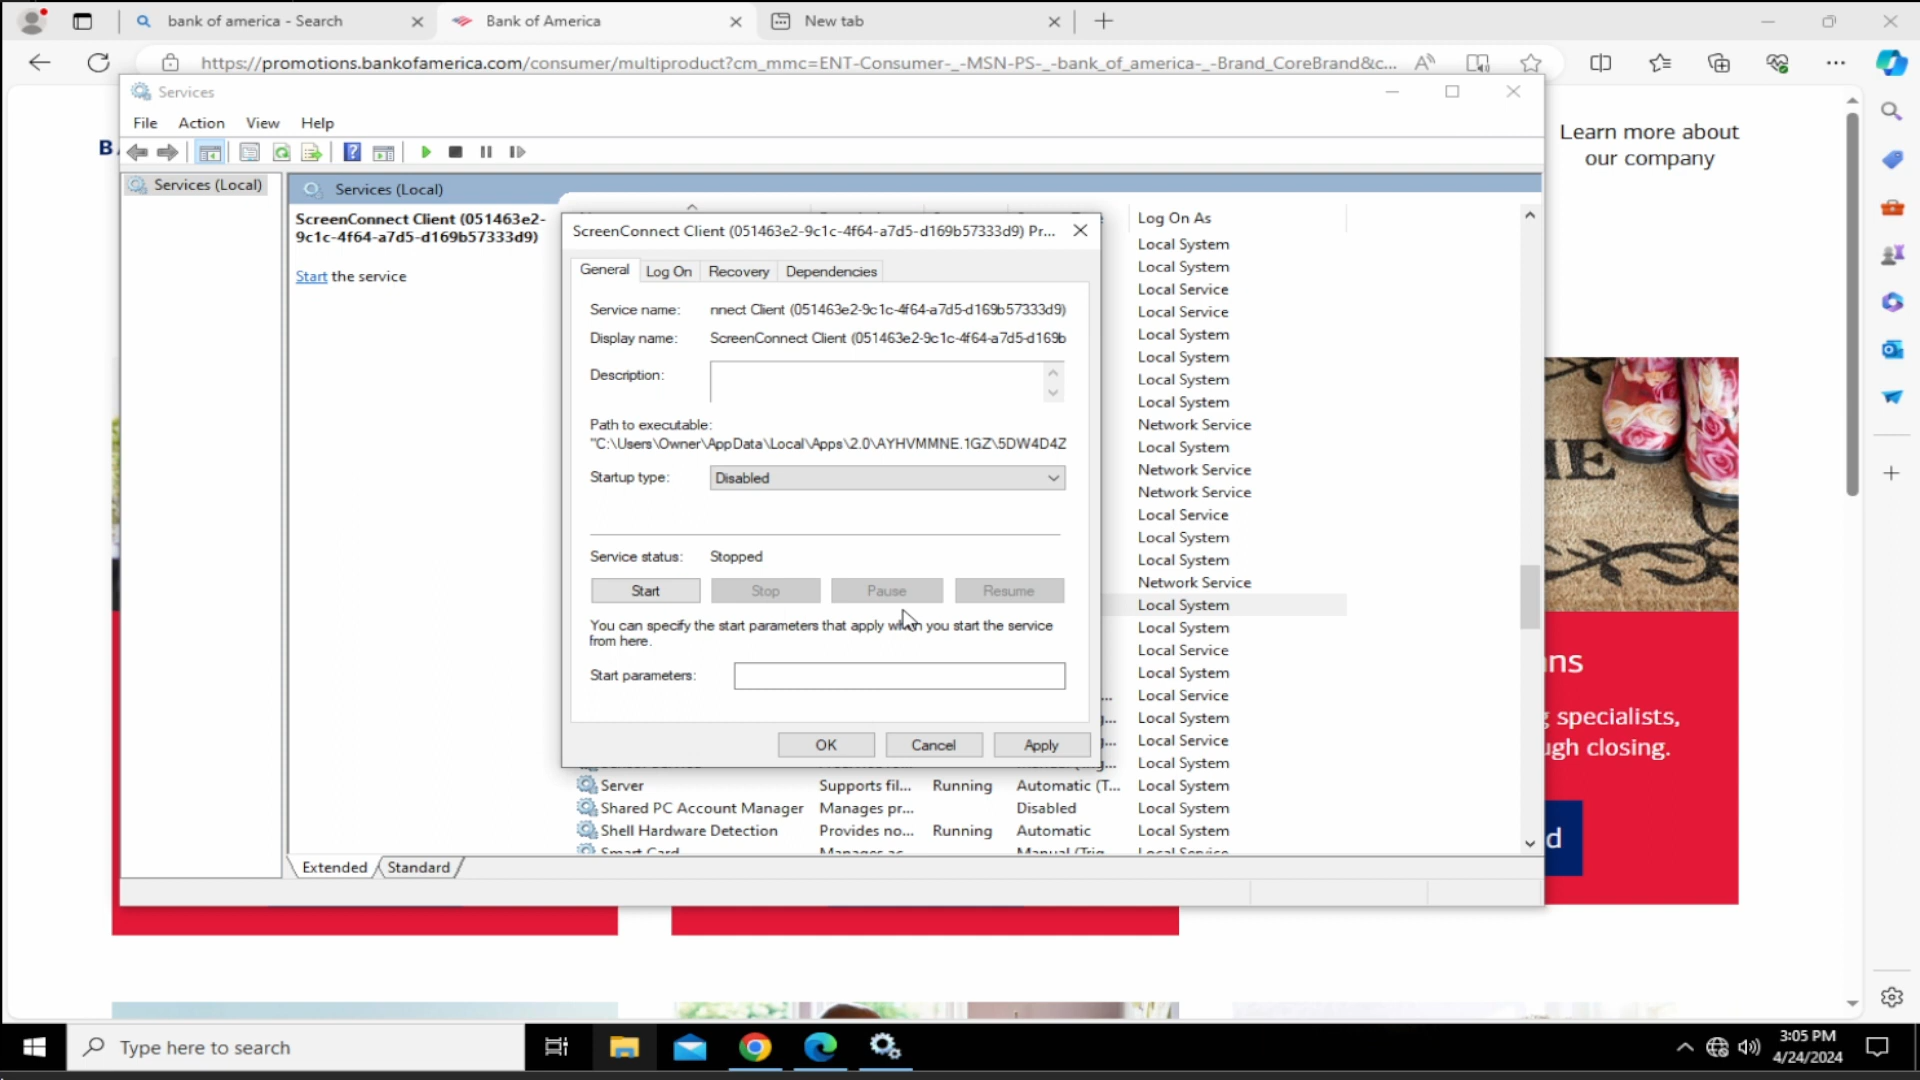 bank of america - Search
Bank of America
New tab
https://promotions.bankofamerica.com/consumer/multiproduct?cm_mmc=ENT-Consumer-_-MSN-PS-_-bank_of_america-_-Brand_CoreBrand&c...
Services
File Action View Help
Learn more about
our company
Services (Local)
Services (Local)
ScreenConnect Client (051463e2-
9c1c-4f64-a7d5-d169b57333d9)
Start the service
Log On As
Local System
Local System
Local Service
Local Service
Local System
Local System
Local System
Local System
Network Service
Local System
Network Service
Network Service
Local Service
Local System
Local System
Network Service
Local System
Local System
Local Service
Local System
Local Service
Local System
Local Service
Local System
ScreenConnect Client (051463e2-9c1c-4f64-a7d5-d169b57333d9) Pr...
General Log On Recovery Dependencies
Service name: nnect Client (051463e2-9c1c-4f64-a7d5-d169b57333d9)
Display name: ScreenConnect Client (051463e2-9c1c-4f64-a7d5-d169b
Description:
Path to executable:
"C:\Users\Owner\AppData\Local\Apps\2.0\AYHVMMNE.1GZ\5DW4D4Z
Startup type: Disabled
Service status: Stopped
Start Stop Pause Resume
You can specify the start parameters that apply when you start the service
from here.
Start parameters:
OK Cancel Apply
Server Supports fil... Running Automatic (T... Local System
Shared PC Account Manager Manages pr... Disabled Local System
Shell Hardware Detection Provides no... Running Automatic Local System
Smart Card Manages ac... Manual (Trig... Local Service
Extended Standard
ns
g specialists,
ugh closing.
d
Type here to search
3:05 PM
4/24/2024